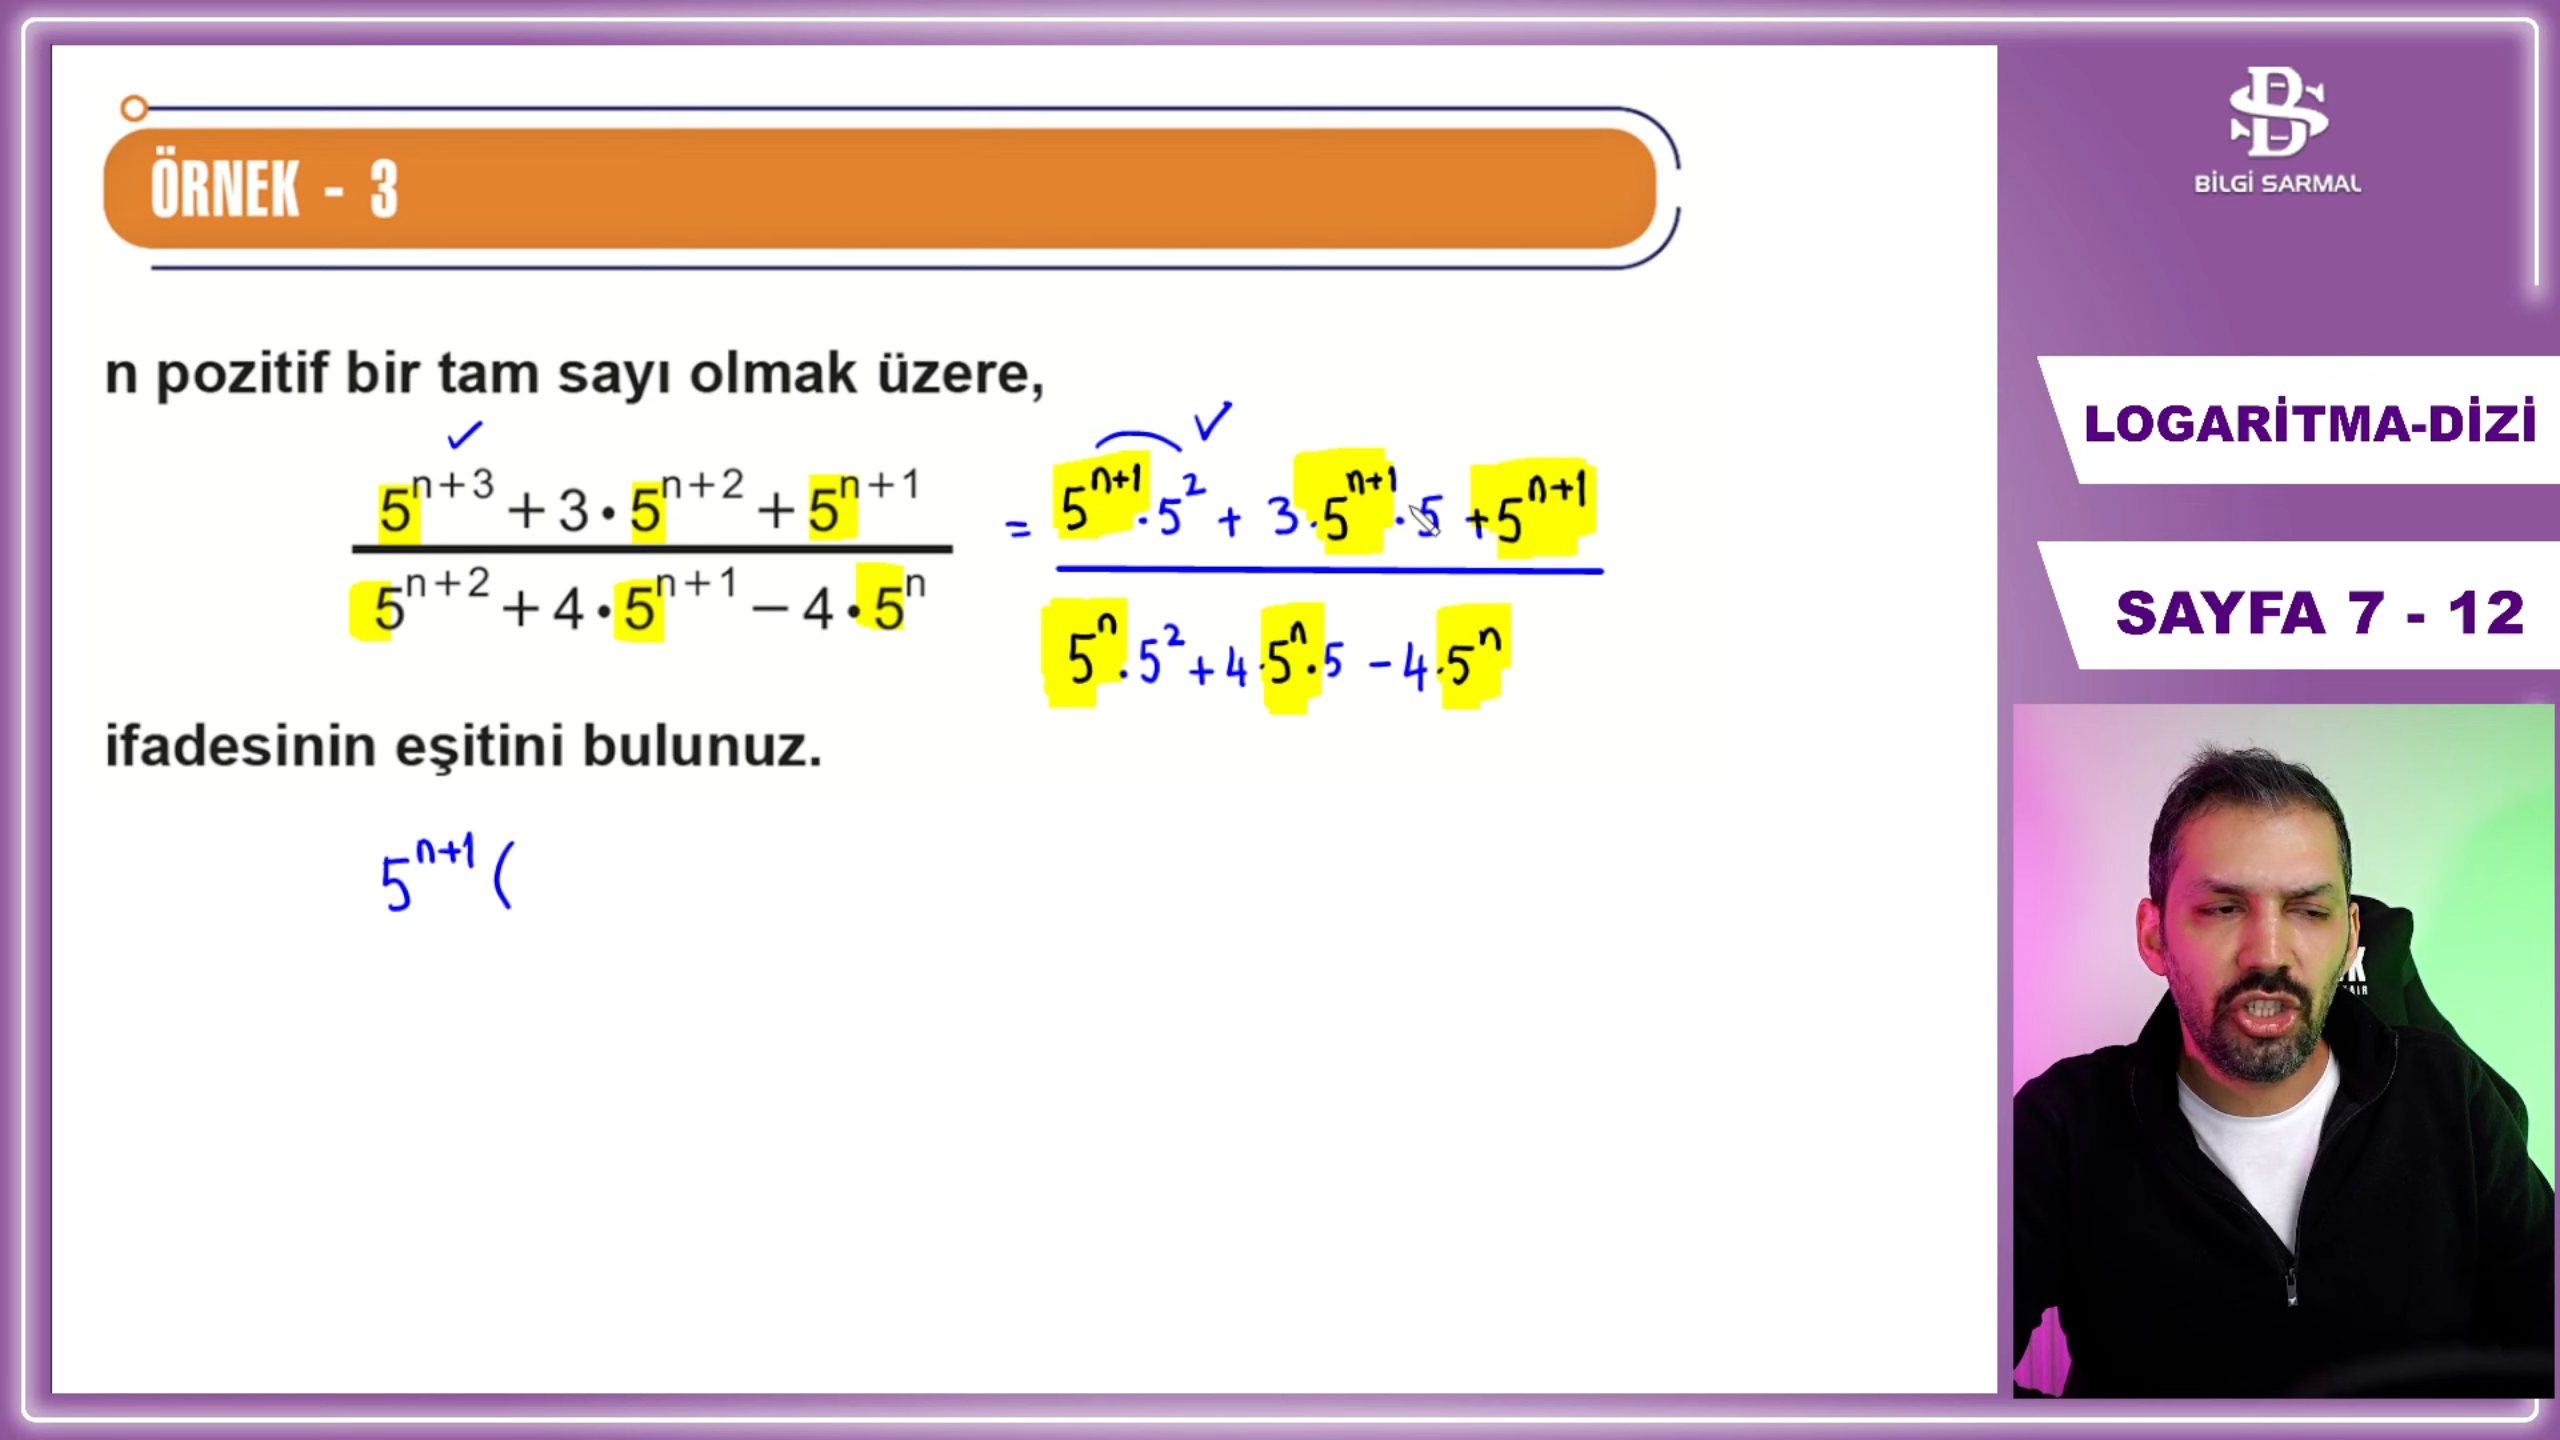 ÖRNEK - 3
n pozitif bir tam sayı olmak üzere,
5^{n+3} + 3 • 5^{n+2} + 5^{n+1}
5^{n+2} + 4 • 5^{n+1} − 4 • 5^n
= 5^{n+1} . 5^2 + 3 . 5^{n+1} . 5 + 5^{n+1}
5^n . 5^2 + 4 . 5^n . 5 − 4 . 5^n
ifadesinin eşitini bulunuz.
5^{n+1} (
BİLGİ SARMAL
LOGARİTMA-DİZİ
SAYFA 7 - 12